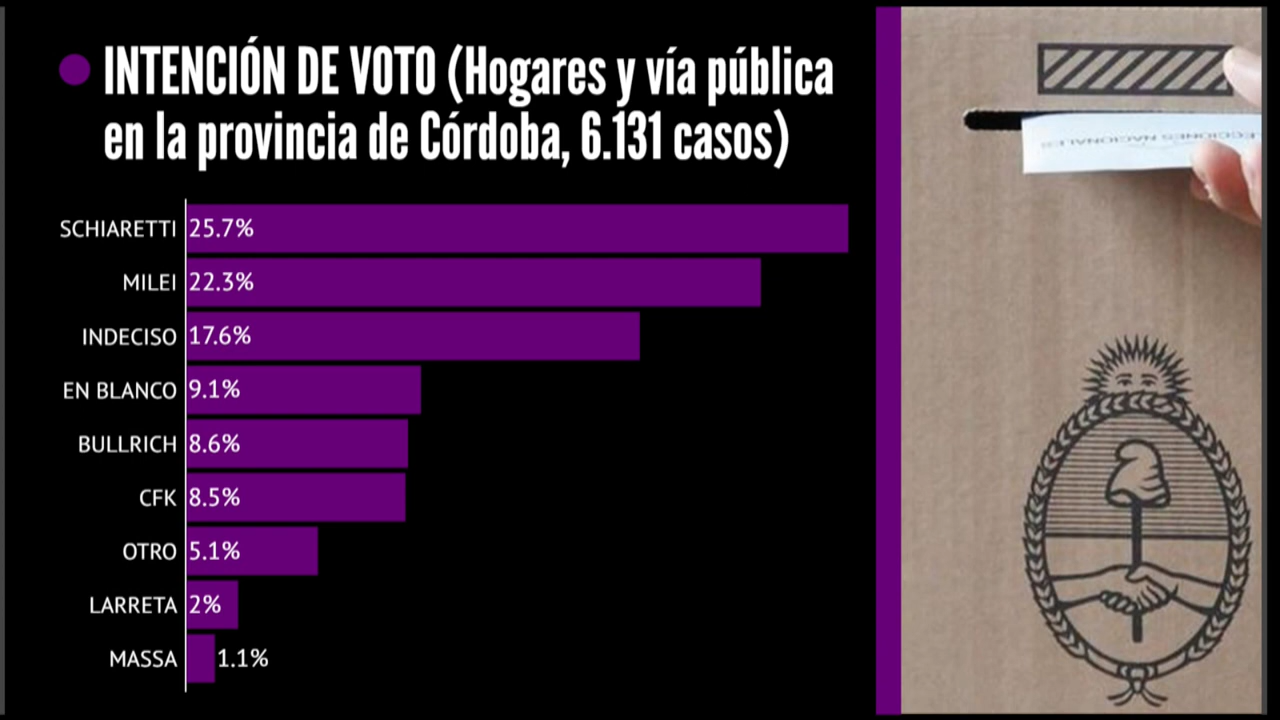 INTENCIÓN DE VOTO (Hogares y vía pública
en la provincia de Córdoba, 6.131 casos)
SCHIARETTI 25.7%
MILEI 22.3%
INDECISO 17.6%
EN BLANCO 9.1%
BULLRICH 8.6%
CFK 8.5%
OTRO 5.1%
LARRETA 2%
MASSA 1.1%
ECCIONES NACIONALES